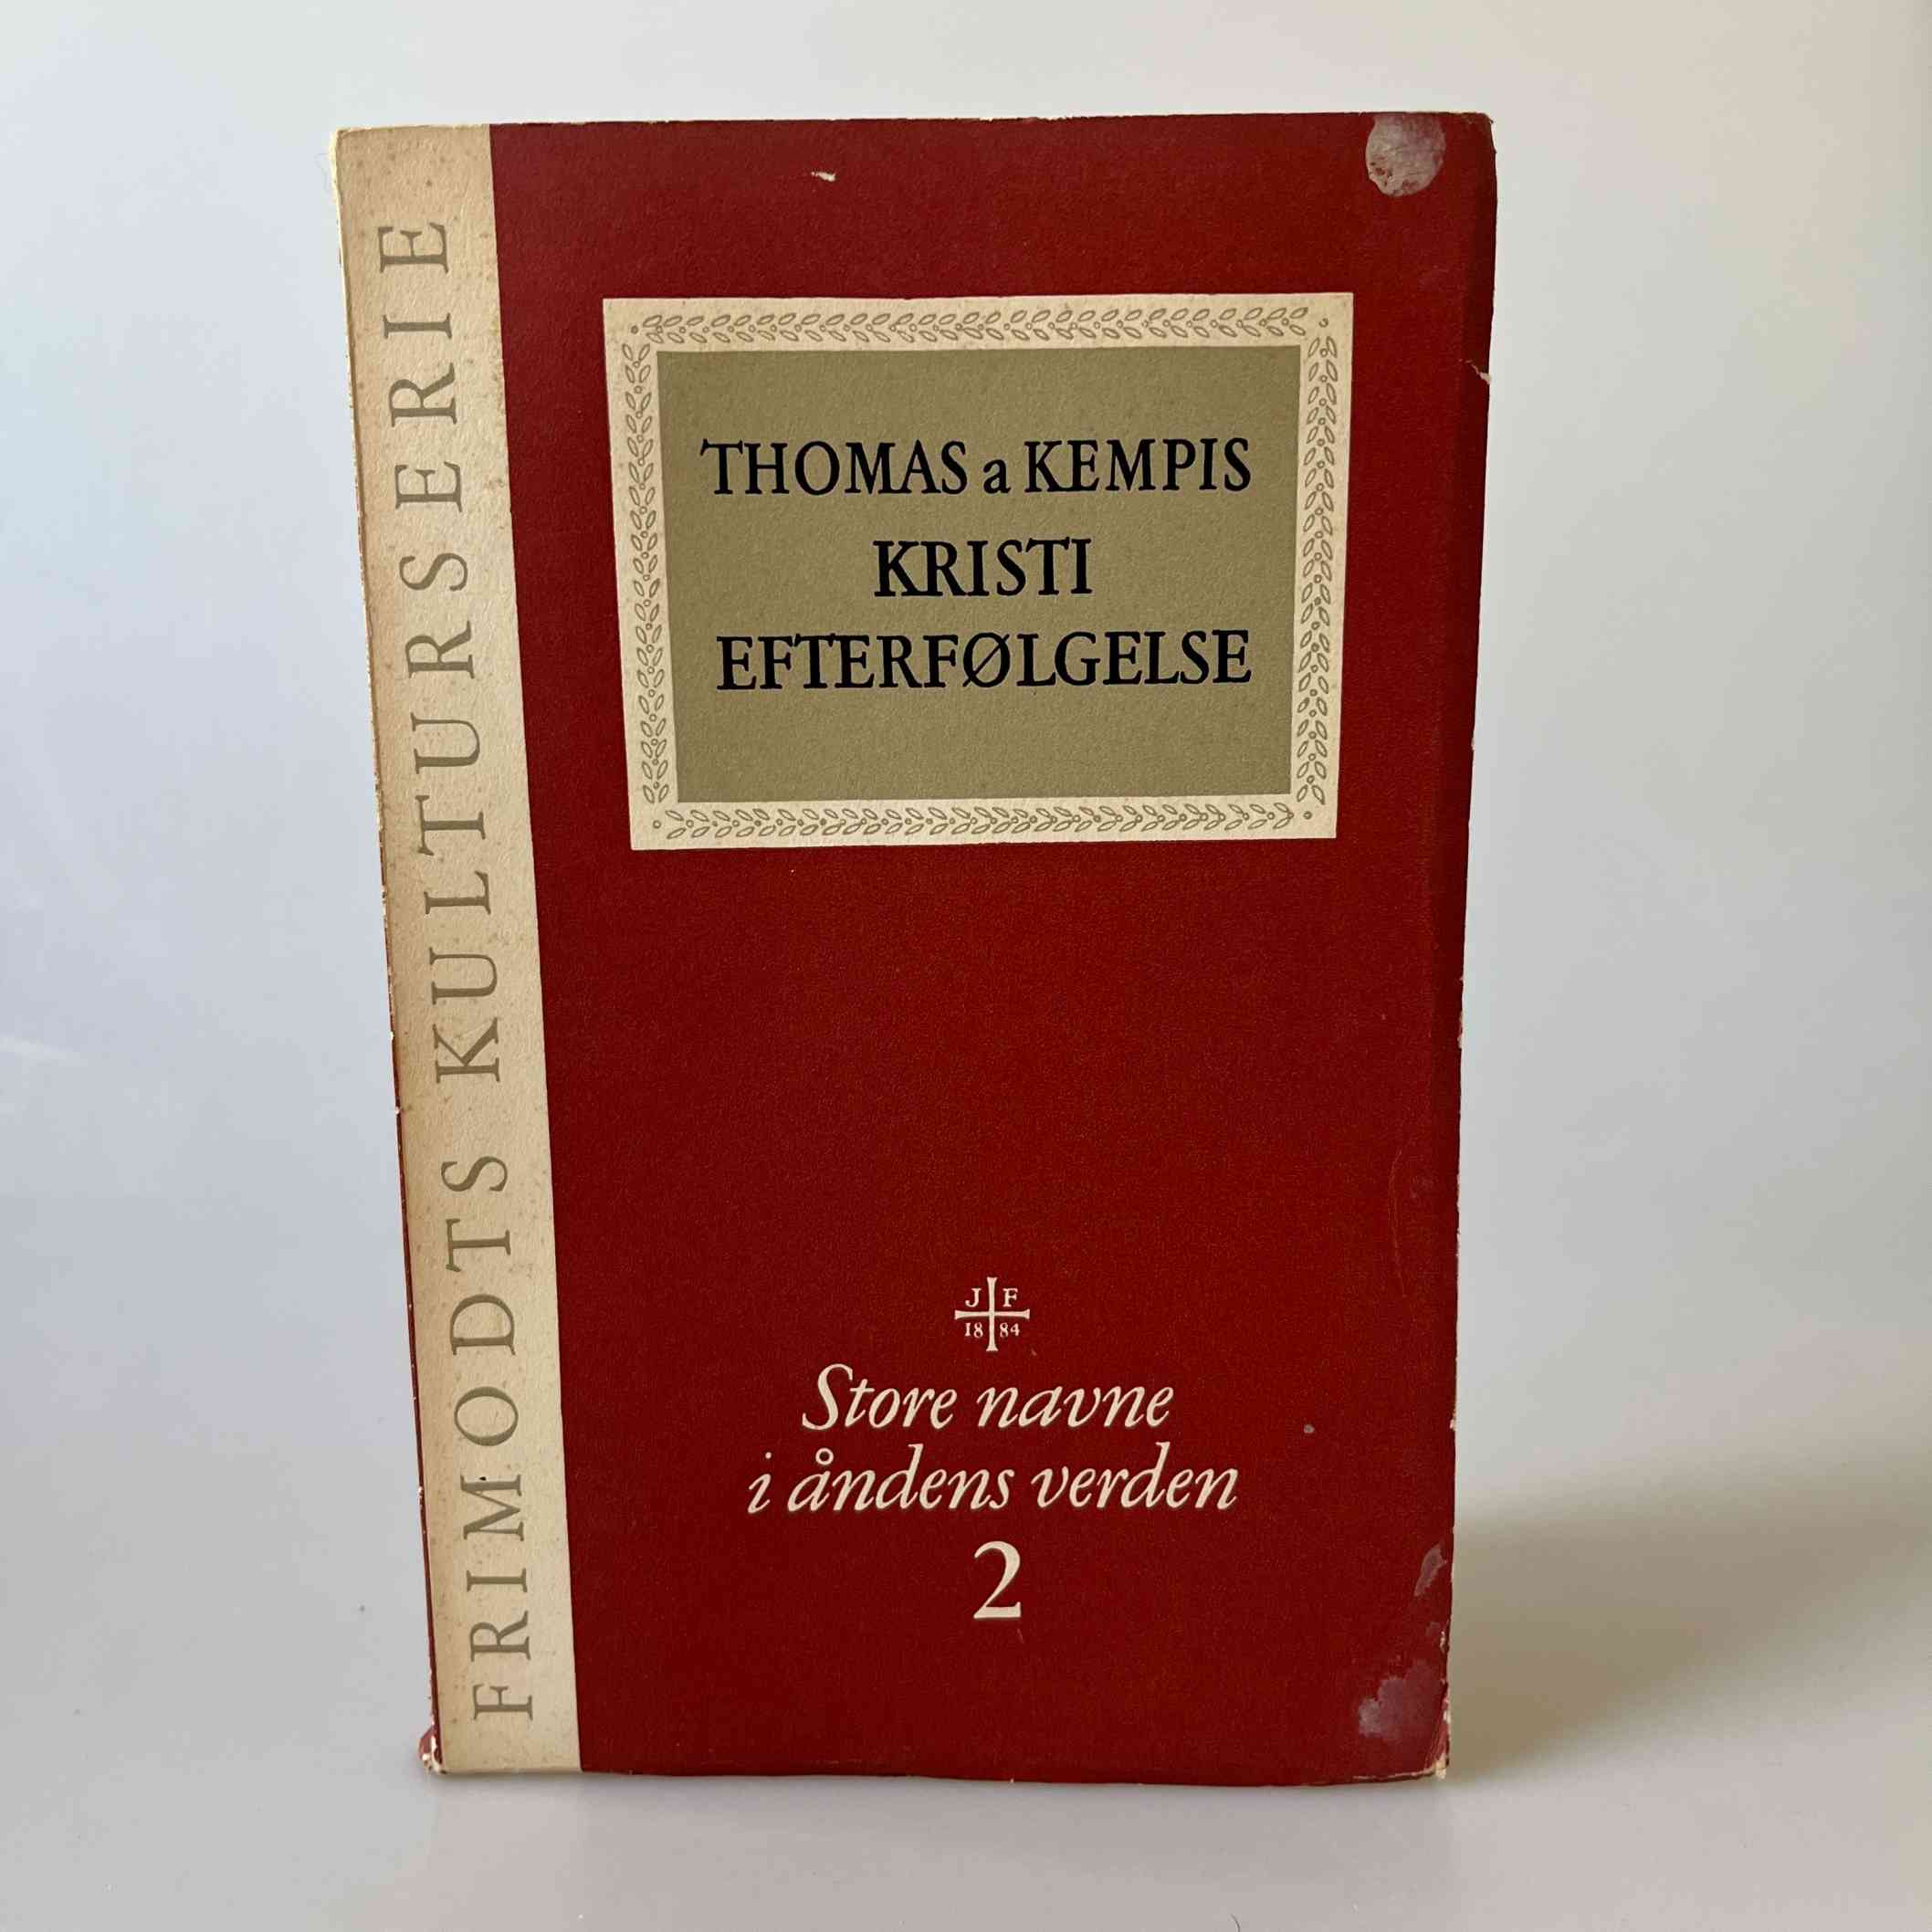 FRIMODTS KULTURSERIE
THOMAS a KEMPIS
KRISTI
EFTERFØLGELSE
J F
18 84
Store navne
i åndens verden
2